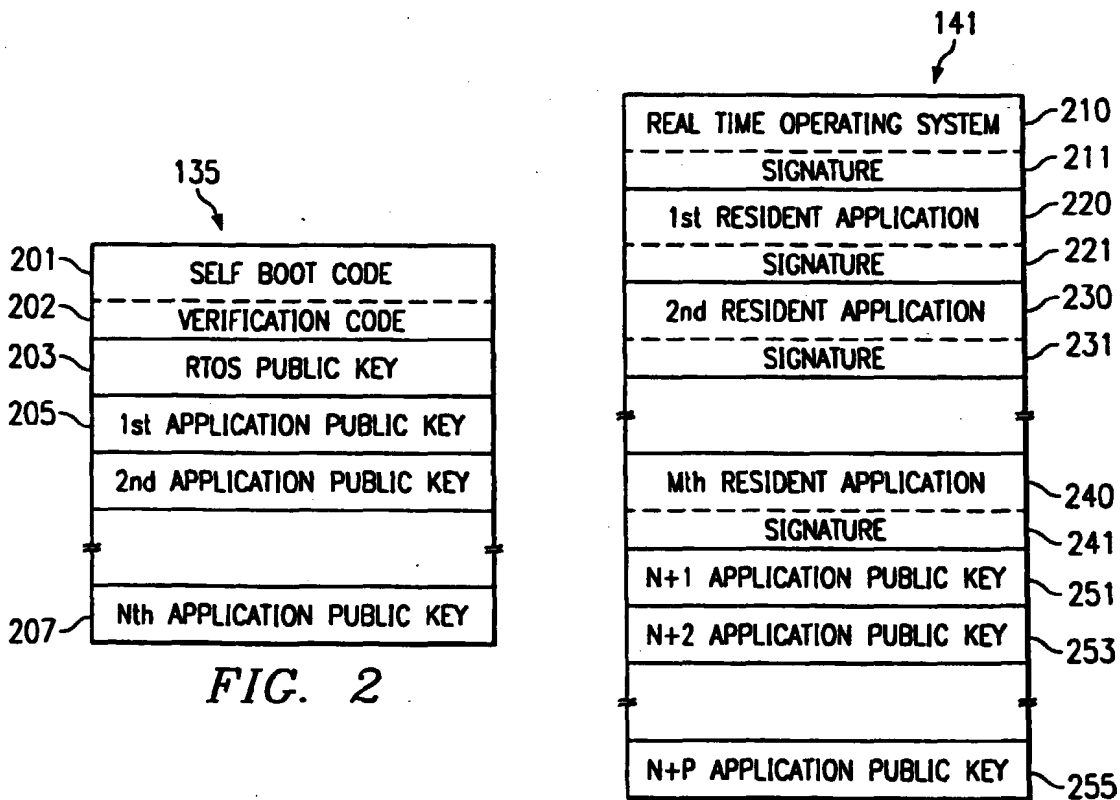 135
201 SELF BOOT CODE
202 VERIFICATION CODE
203 RTOS PUBLIC KEY
205 1st APPLICATION PUBLIC KEY
2nd APPLICATION PUBLIC KEY
207 Nth APPLICATION PUBLIC KEY
FIG. 2
141
REAL TIME OPERATING SYSTEM 210
SIGNATURE 211
1st RESIDENT APPLICATION 220
SIGNATURE 221
2nd RESIDENT APPLICATION 230
SIGNATURE 231
Mth RESIDENT APPLICATION 240
SIGNATURE 241
N+1 APPLICATION PUBLIC KEY 251
N+2 APPLICATION PUBLIC KEY 253
N+P APPLICATION PUBLIC KEY 255